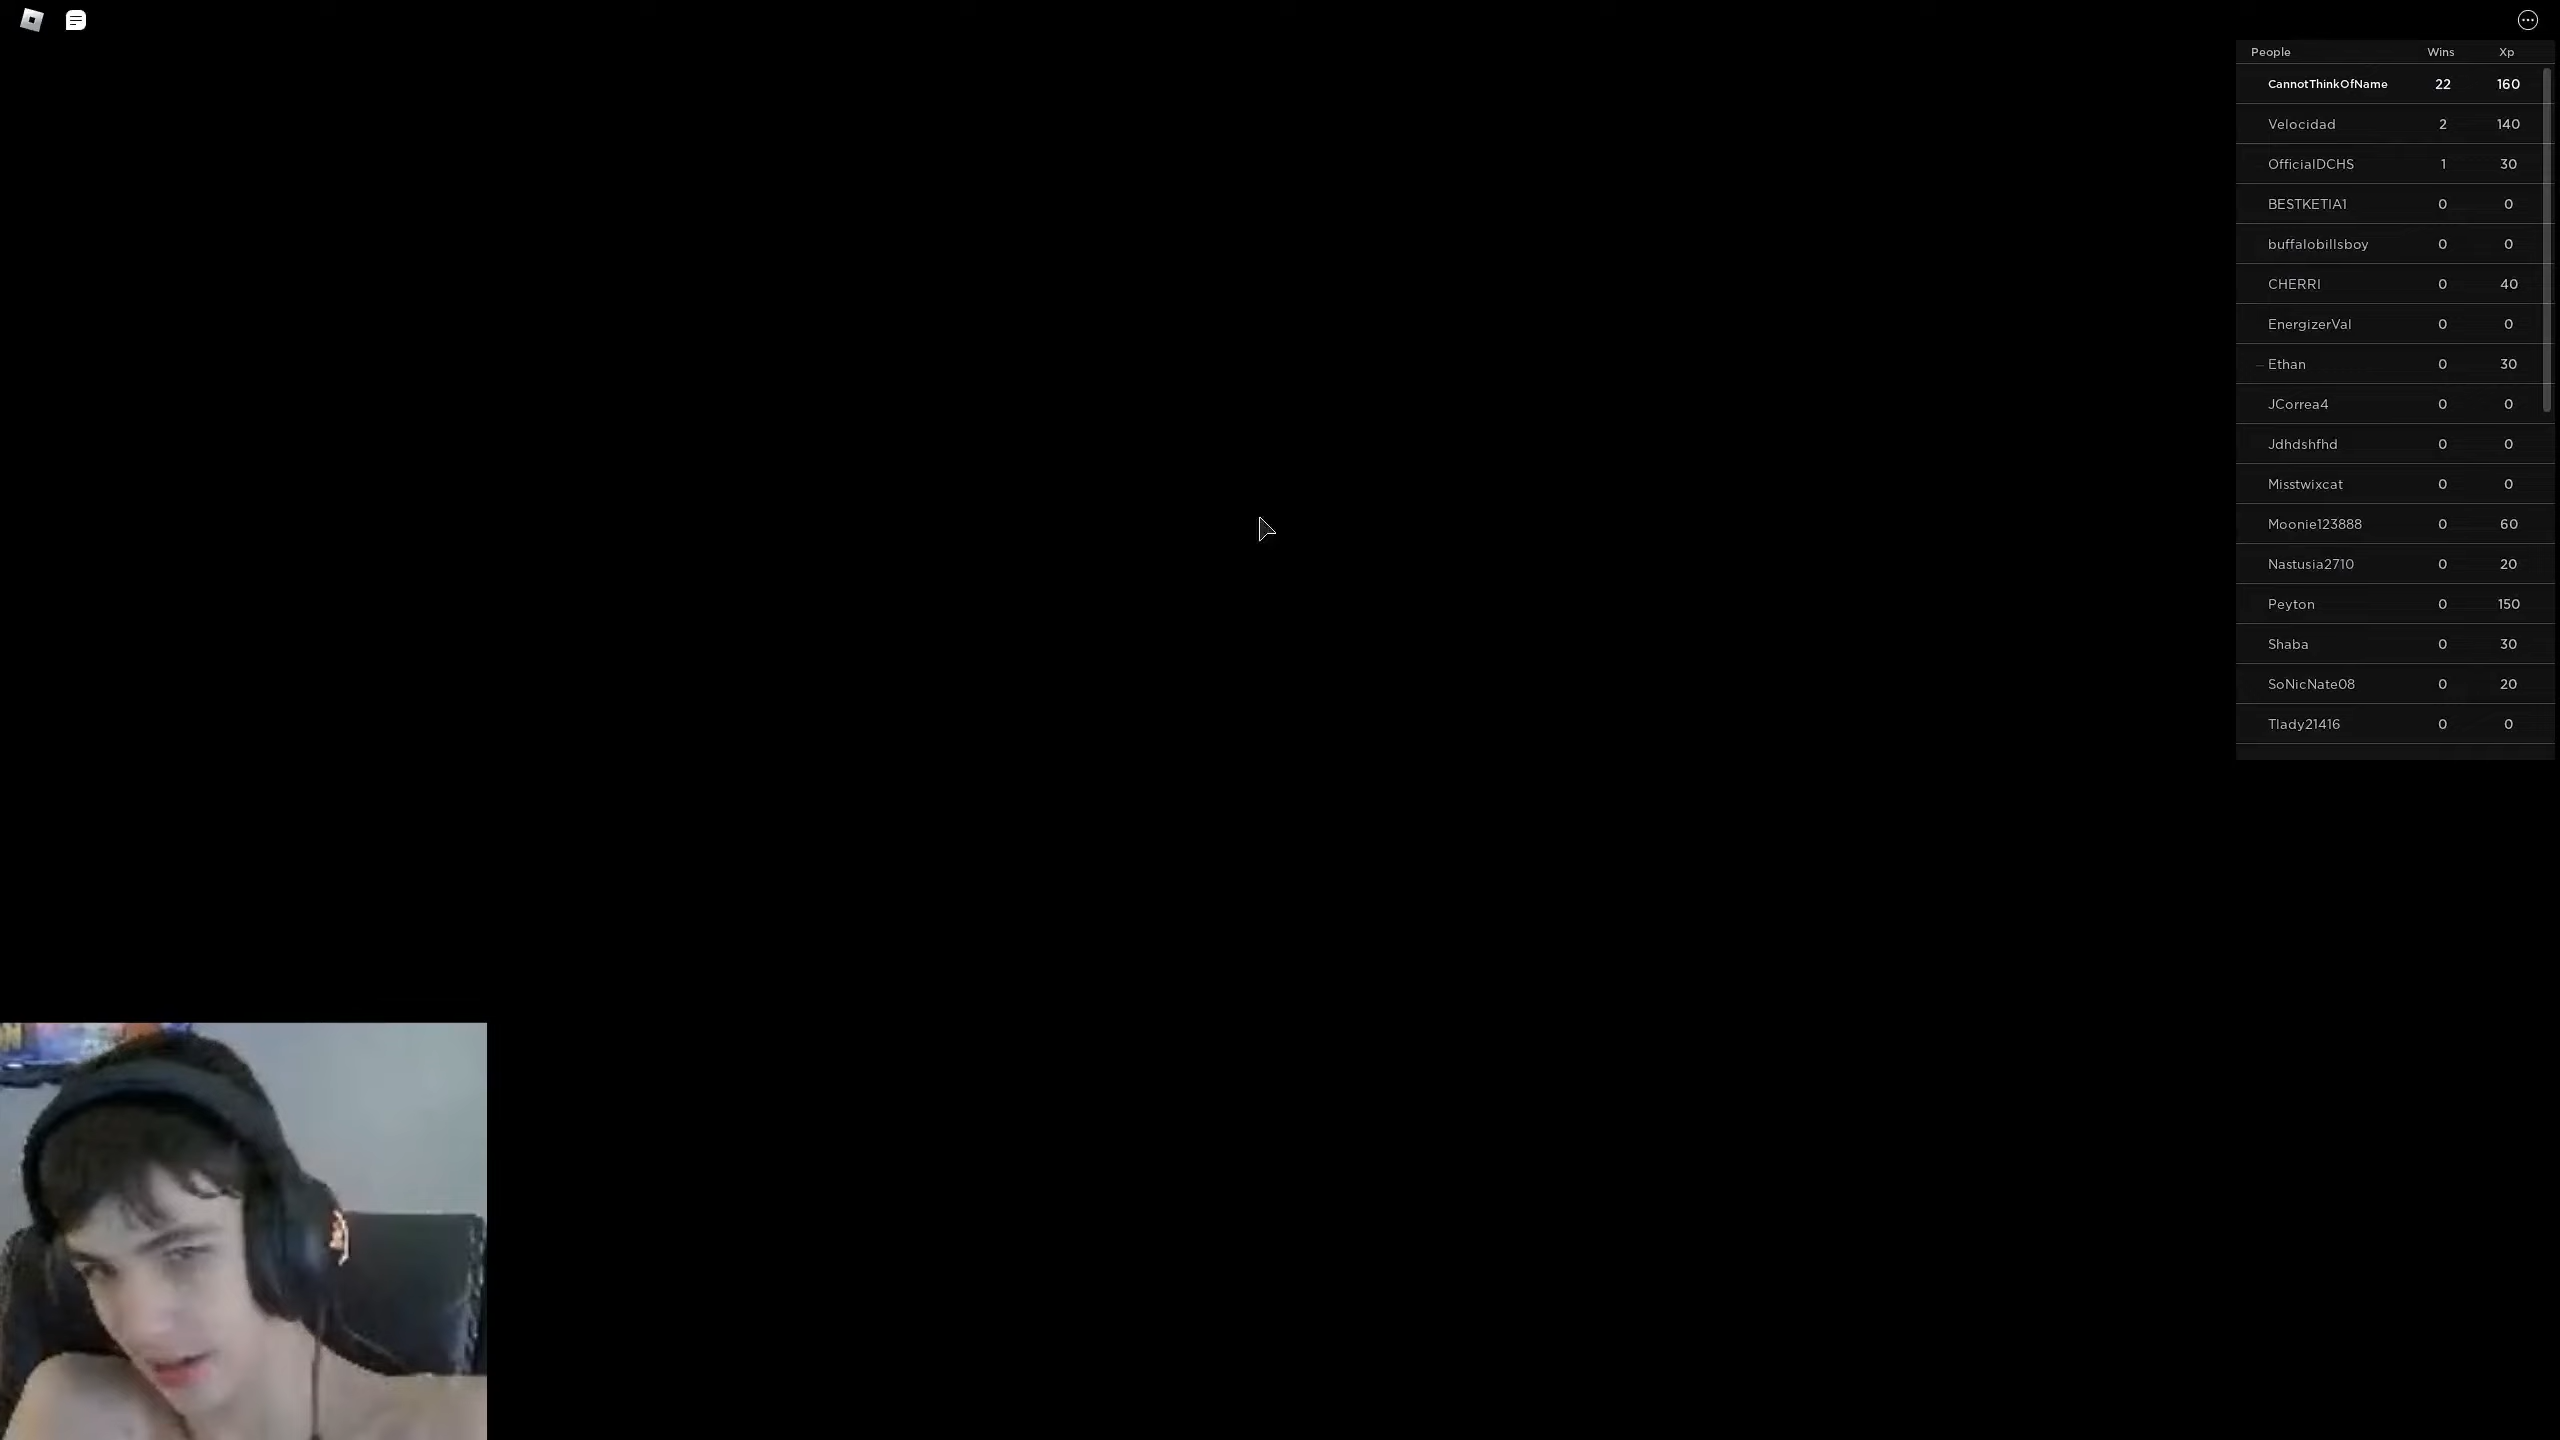 People Wins Xp
CannotThinkOfName 22 160
Velocidad 2 140
OfficialDCHS 1 30
BESTKETIA1 0 0
buffalobillsboy 0 0
CHERRI 0 40
EnergizerVal 0 0
Ethan 0 30
JCorrea4 0 0
Jdhdshfhd 0 0
Misstwixcat 0 0
Moonie123888 0 60
Nastusia2710 0 20
Peyton 0 150
Shaba 0 30
SoNicNate08 0 20
Tlady21416 0 0